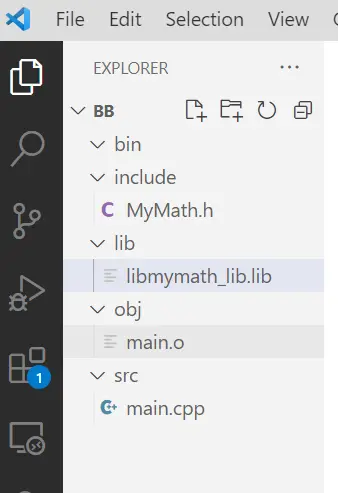 File Edit Selection View
EXPLORER
BB
bin
include
C MyMath.h
lib
libmymath_lib.lib
obj
main.o
src
main.cpp
1